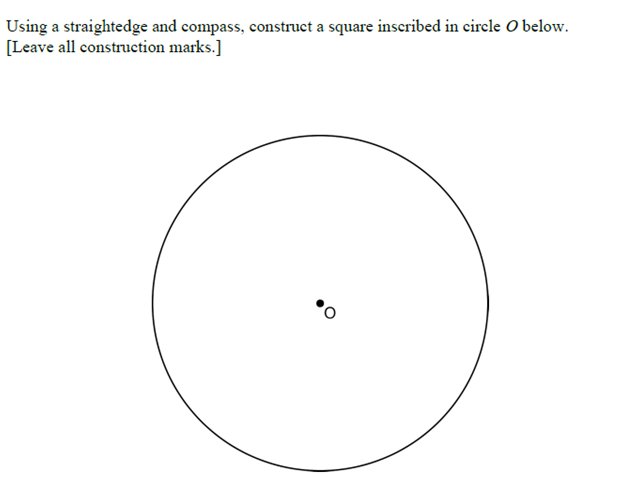 Using a straightedge and compass, construct a square inscribed in circle O below.
[Leave all construction marks.]
O